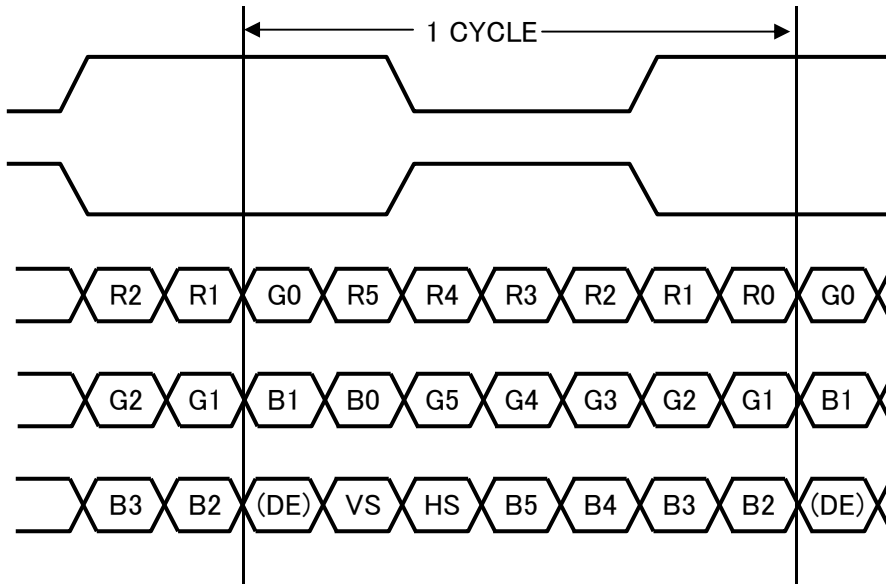 1 CYCLE
R2 R1 G0 R5 R4 R3 R2 R1 R0 G0
G2 G1 B1 B0 G5 G4 G3 G2 G1 B1
B3 B2 (DE) VS HS B5 B4 B3 B2 (DE)